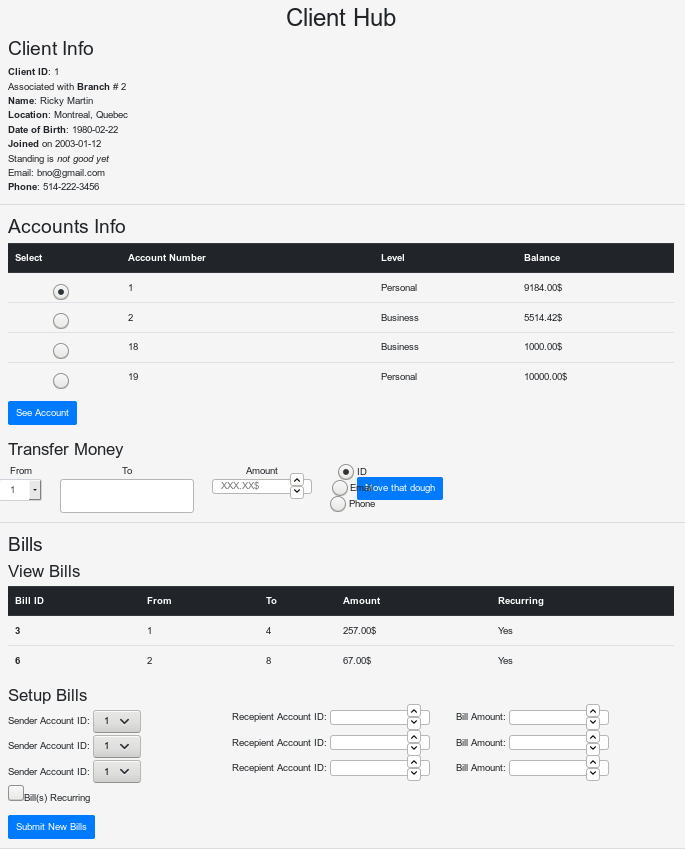 Client Hub
Client Info
Client ID: 1
Associated with Branch # 2
Name: Ricky Martin
Location: Montreal, Quebec
Date of Birth: 1980-02-22
Joined on 2003-01-12
Standing is not good yet
Email: bno@gmail.com
Phone: 514-222-3456
Accounts Info
Select Account Number Level Balance
1 Personal 9184.00$
2 Business 5514.42$
18 Business 1000.00$
19 Personal 10000.00$
See Account
Transfer Money
From To Amount ID
1 XXX.XX$ Email Move that dough
Phone
Bills
View Bills
Bill ID From To Amount Recurring
3 1 4 257.00$ Yes
6 2 8 67.00$ Yes
Setup Bills
Sender Account ID: 1 Recepient Account ID: Bill Amount:
Sender Account ID: 1 Recepient Account ID: Bill Amount:
Sender Account ID: 1 Recepient Account ID: Bill Amount:
Bill(s) Recurring
Submit New Bills